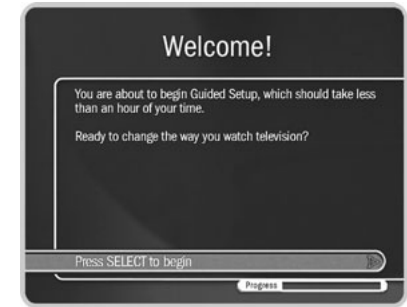 Welcome!
You are about to begin Guided Setup, which should take less
than an hour of your time.
Ready to change the way you watch television?
Press SELECT to begin
Progress